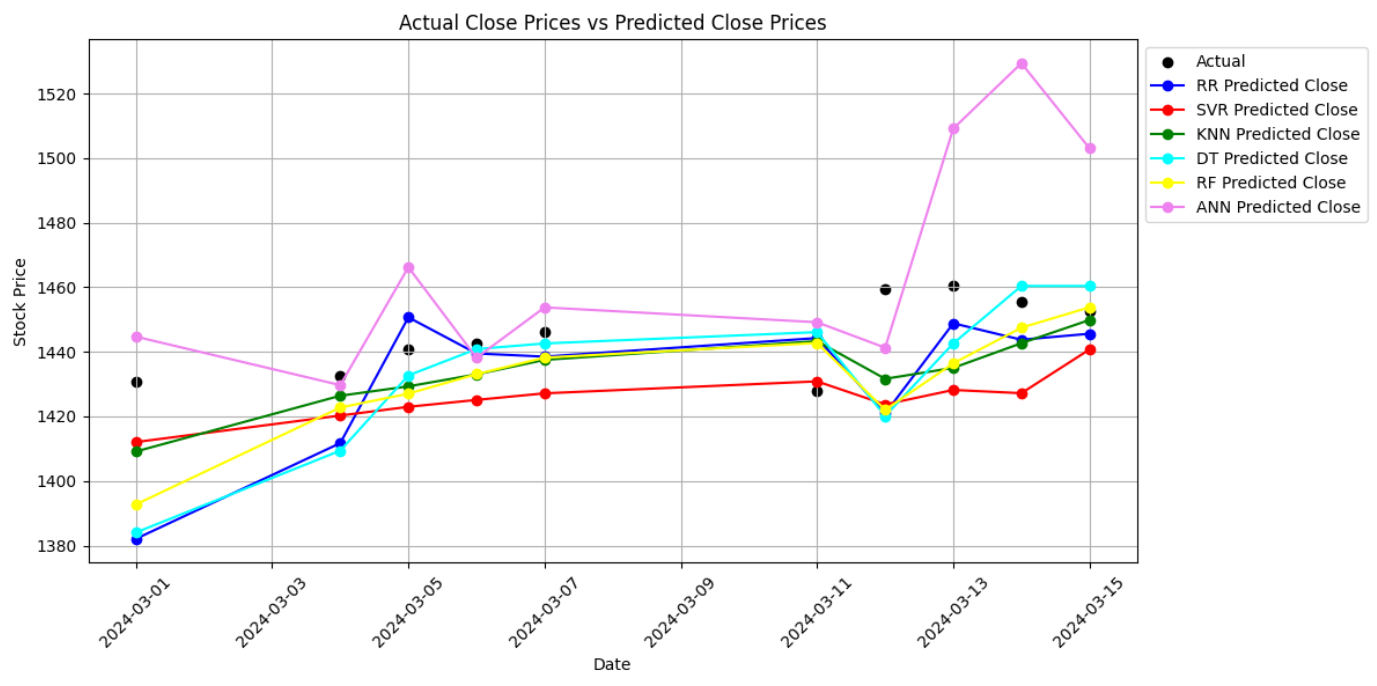 Actual Close Prices vs Predicted Close Prices
Actual
RR Predicted Close
SVR Predicted Close
KNN Predicted Close
DT Predicted Close
RF Predicted Close
ANN Predicted Close
Stock Price
1520
1500
1480
1460
1440
1420
1400
1380
2024-03-01
2024-03-03
2024-03-05
2024-03-07
2024-03-09
2024-03-11
2024-03-13
2024-03-15
Date